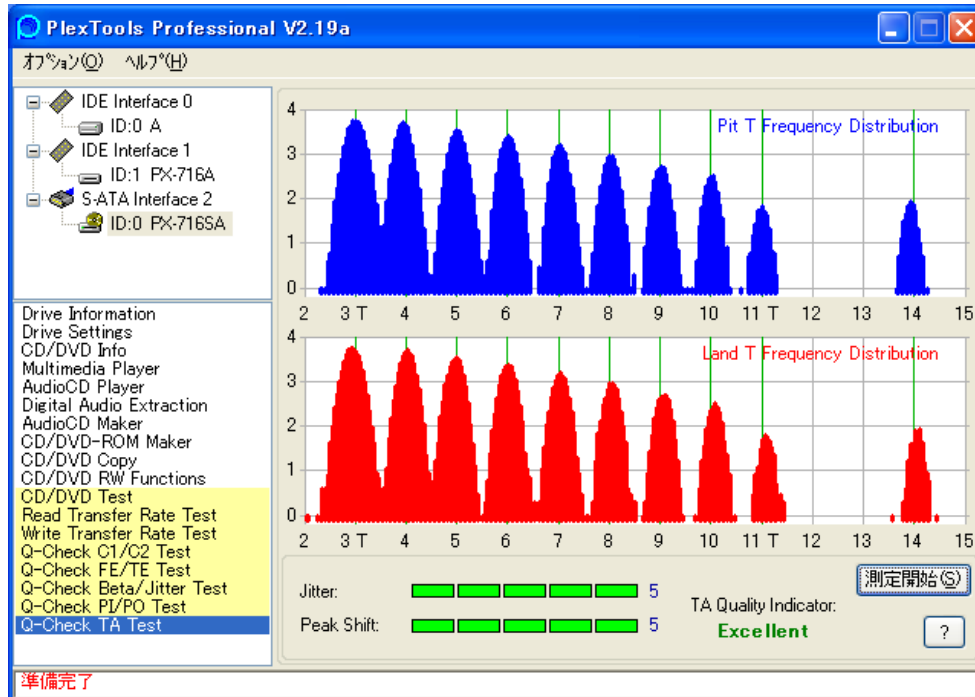 PlexTools Professional V2.19a
ｵﾌﾟｼｮﾝ(O) ﾍﾙﾌﾟ(H)
IDE Interface 0
ID:0 A
IDE Interface 1
ID:1 PX-716A
S-ATA Interface 2
ID:0 PX-716SA
Drive Information
Drive Settings
CD/DVD Info
Multimedia Player
AudioCD Player
Digital Audio Extraction
AudioCD Maker
CD/DVD-ROM Maker
CD/DVD Copy
CD/DVD RW Functions
CD/DVD Test
Read Transfer Rate Test
Write Transfer Rate Test
Q-Check C1/C2 Test
Q-Check FE/TE Test
Q-Check Beta/Jitter Test
Q-Check PI/PO Test
Q-Check TA Test
Pit T Frequency Distribution
4
3
2
1
0
2 3 T 4 5 6 7 8 9 10 11 T 12 13 14 15
Land T Frequency Distribution
4
3
2
1
0
2 3 T 4 5 6 7 8 9 10 11 T 12 13 14 15
Jitter: 5
Peak Shift: 5
TA Quality Indicator:
Excellent
測定開始(S)
?
準備完了